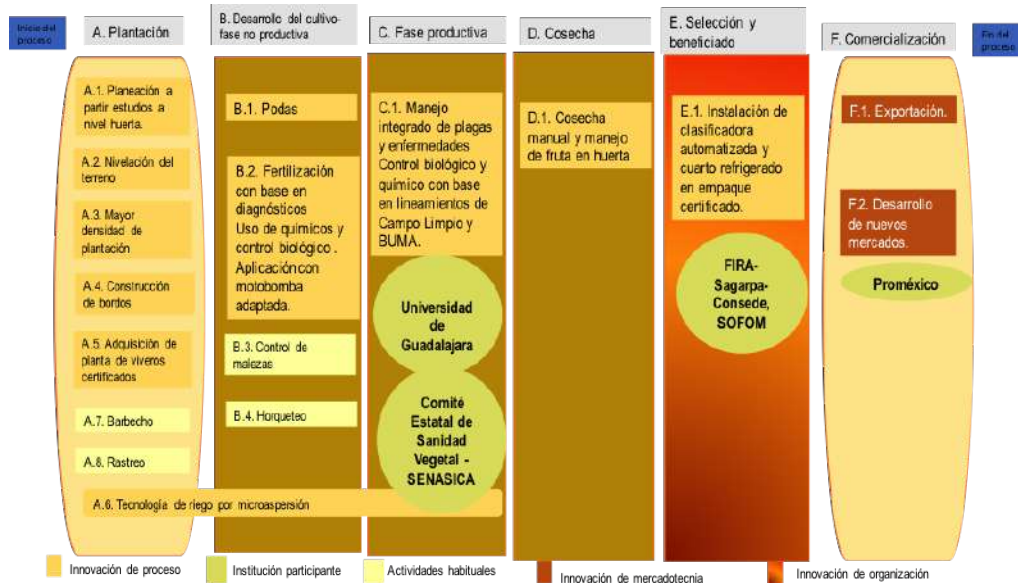 Inicio del
proceso
A. Plantación
A.1. Planeación a
partir estudios a
nivel huerta.
A.2. Nivelación del
terreno
A.3. Mayor
densidad de
plantación
A.4. Construcción
de bordos
A.5. Adquisición de
planta de viveros
certificados
A.7. Barbecho
A.8. Rastreo
A.6. Tecnología de riego por microaspersión
B. Desarrollo del cultivo-
fase no productiva
B.1. Podas
B.2. Fertilización
con base en
diagnósticos
Uso de químicos y
control biológico .
Aplicación con
motobomba
adaptada.
B.3. Control de
malezas
B.4. Horqueteo
C. Fase productiva
C.1. Manejo
integrado de plagas
y enfermedades
Control biológico y
químico con base
en lineamientos de
Campo Limpio y
BUMA.
Universidad
de
Guadalajara
Comité
Estatal de
Sanidad
Vegetal -
SENASICA
D. Cosecha
D.1. Cosecha
manual y manejo
de fruta en huerta
E. Selección y
beneficiado
E.1. Instalación de
clasificadora
automatizada y
cuarto refrigerado
en empaque
certificado.
FIRA-
Sagarpa-
Consede,
SOFOM
F. Comercialización
F.1. Exportación.
F.2. Desarrollo
de nuevos
mercados.
Proméxico
Fin del
proceso
Innovación de proceso
Institución participante
Actividades habituales
Innovación de mercadotecnia
Innovación de organización